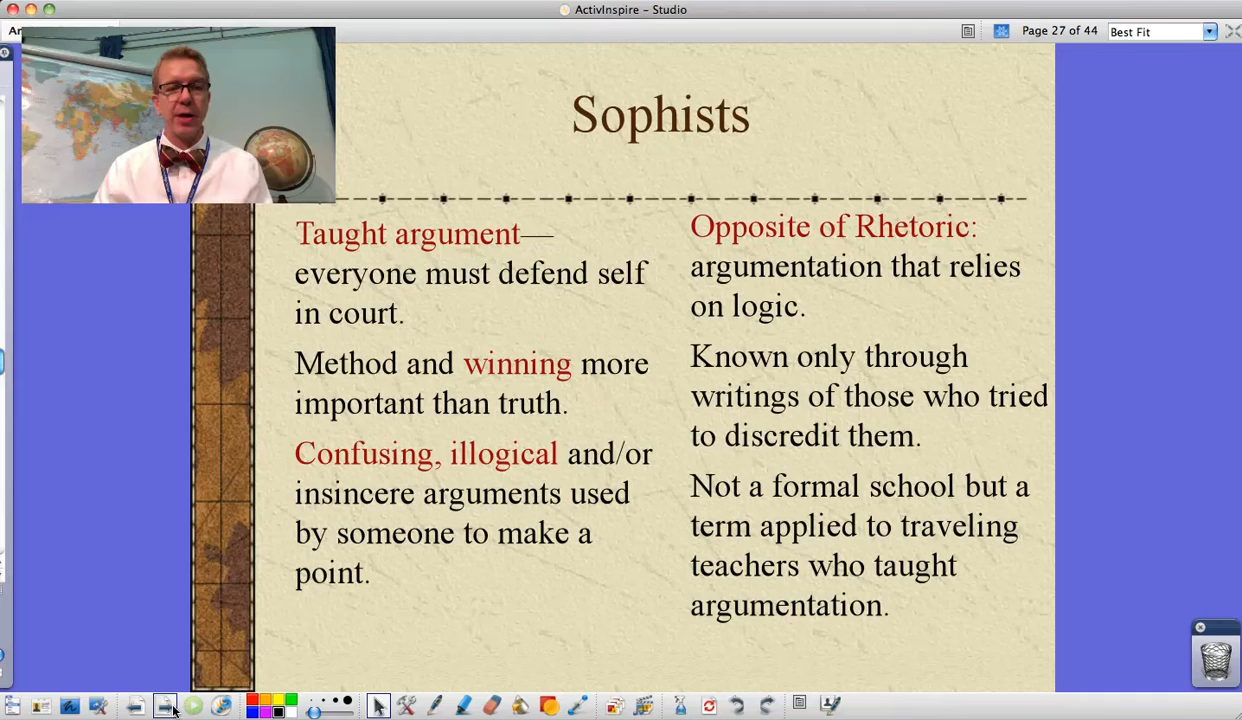 ActivInspire - Studio
Ar
Page 27 of 44
Best Fit
Sophists
Taught argument—
everyone must defend self
in court.
Method and winning more
important than truth.
Confusing, illogical and/or
insincere arguments used
by someone to make a
point.
Opposite of Rhetoric:
argumentation that relies
on logic.
Known only through
writings of those who tried
to discredit them.
Not a formal school but a
term applied to traveling
teachers who taught
argumentation.